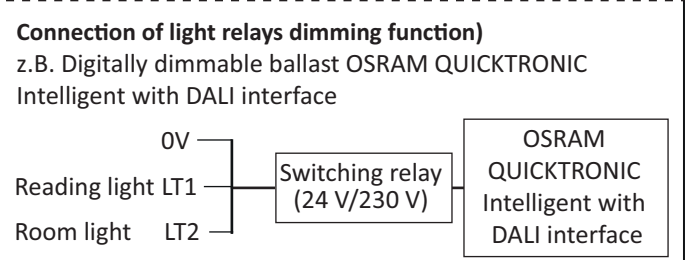 Connection of light relays dimming function)
z.B. Digitally dimmable ballast OSRAM QUICKTRONIC
Intelligent with DALI interface
0V
Reading light LT1
Room light LT2
Switching relay
(24 V/230 V)
OSRAM
QUICKTRONIC
Intelligent with
DALI interface